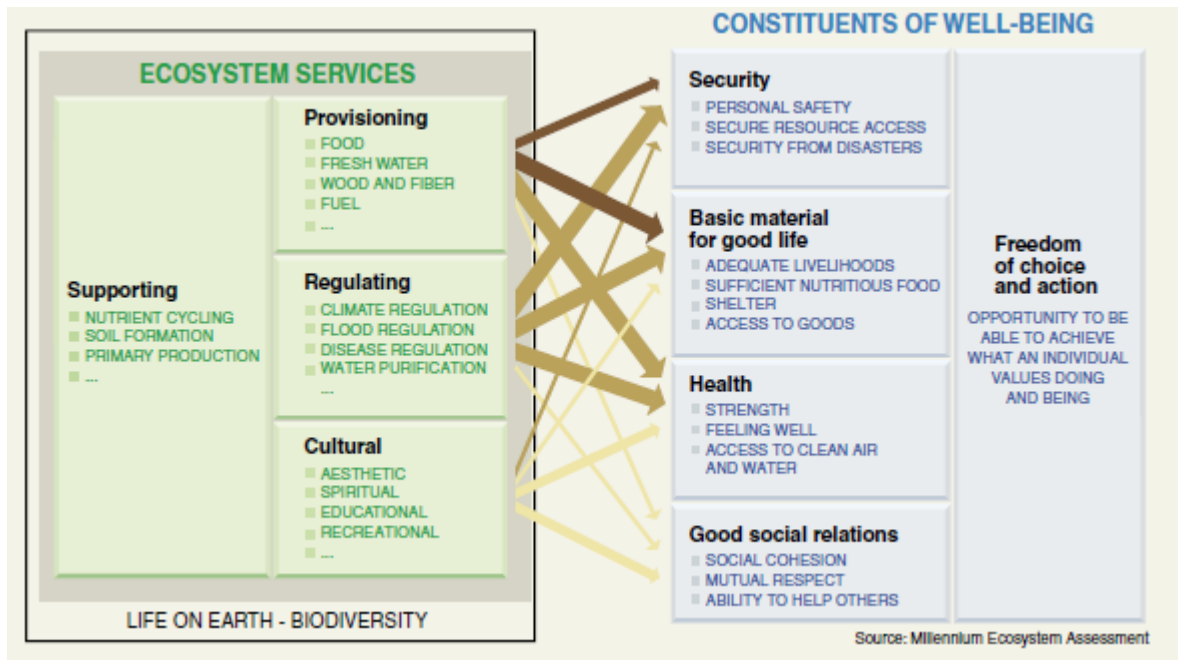 CONSTITUENTS OF WELL-BEING
ECOSYSTEM SERVICES
Supporting
NUTRIENT CYCLING
SOIL FORMATION
PRIMARY PRODUCTION
...
Provisioning
FOOD
FRESH WATER
WOOD AND FIBER
FUEL
...
Regulating
CLIMATE REGULATION
FLOOD REGULATION
DISEASE REGULATION
WATER PURIFICATION
...
Cultural
AESTHETIC
SPIRITUAL
EDUCATIONAL
RECREATIONAL
...
LIFE ON EARTH - BIODIVERSITY
Security
PERSONAL SAFETY
SECURE RESOURCE ACCESS
SECURITY FROM DISASTERS
Basic material
for good life
ADEQUATE LIVELIHOODS
SUFFICIENT NUTRITIOUS FOOD
SHELTER
ACCESS TO GOODS
Health
STRENGTH
FEELING WELL
ACCESS TO CLEAN AIR
AND WATER
Good social relations
SOCIAL COHESION
MUTUAL RESPECT
ABILITY TO HELP OTHERS
Freedom
of choice
and action
OPPORTUNITY TO BE
ABLE TO ACHIEVE
WHAT AN INDIVIDUAL
VALUES DOING
AND BEING
Source: Millennium Ecosystem Assessment